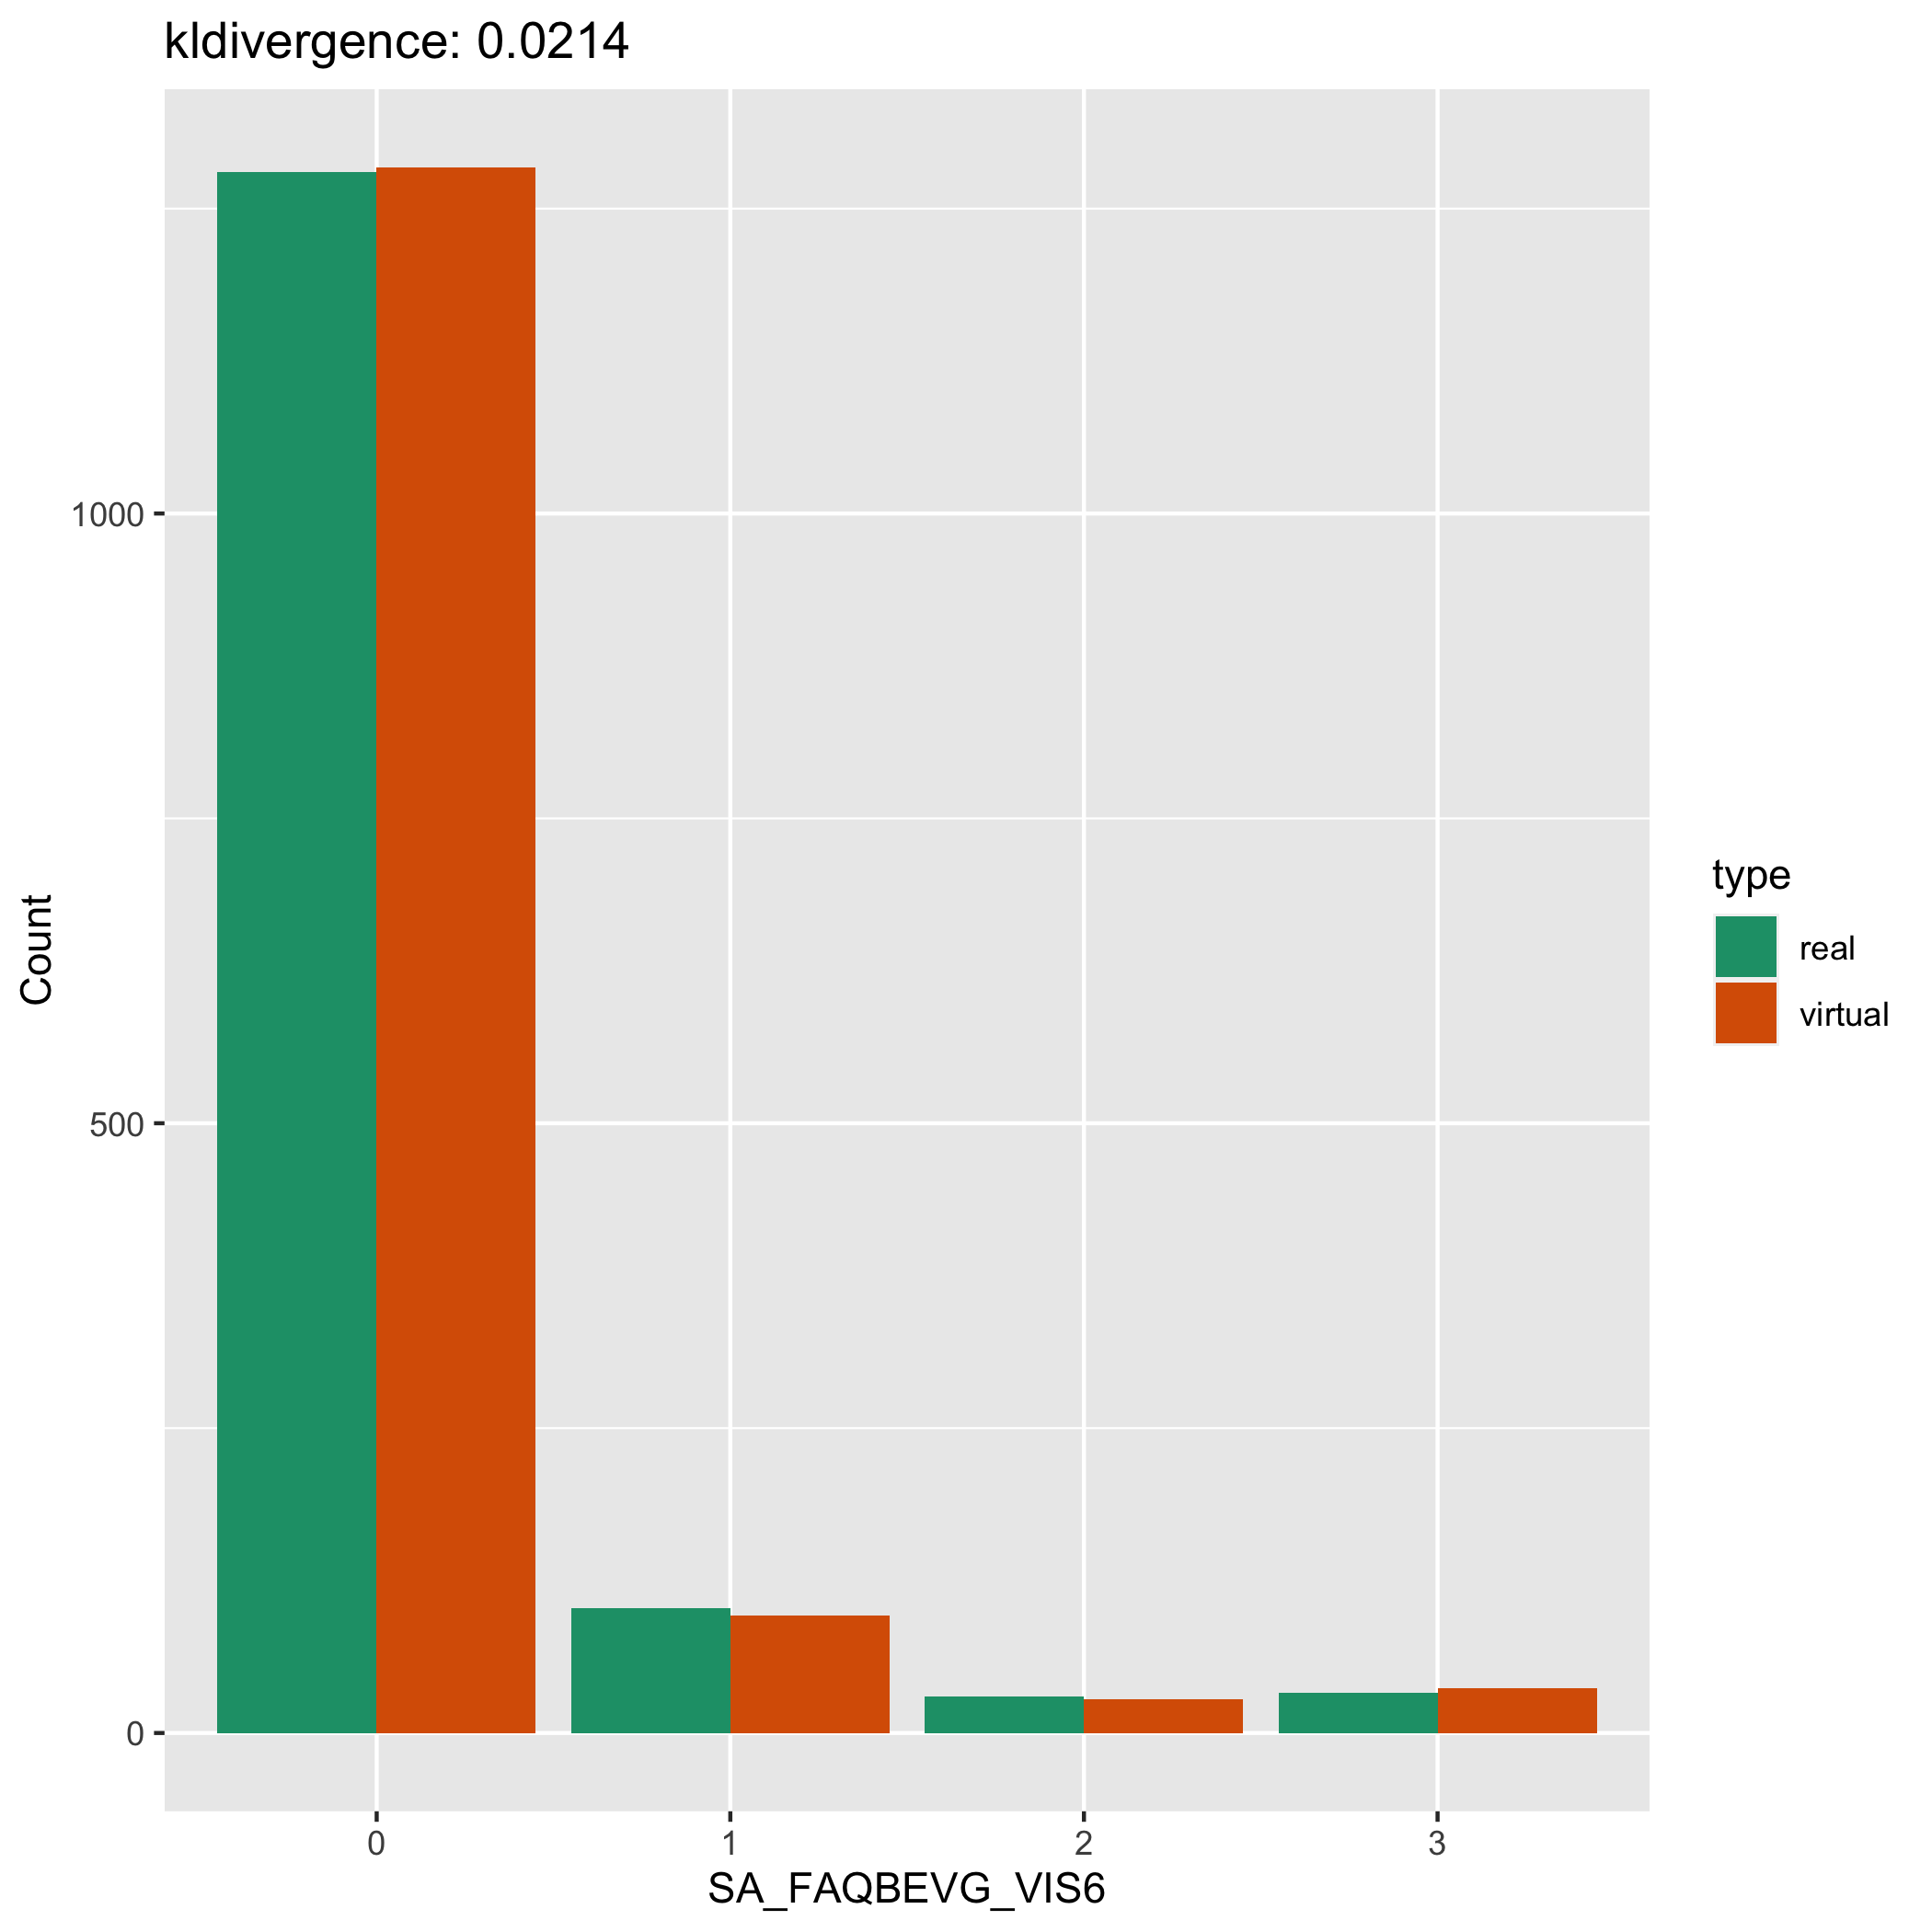 kldivergence: 0.0214
Count
1000
500
0
0 1 2 3
SA_FAQBEVG_VIS6
type
real
virtual